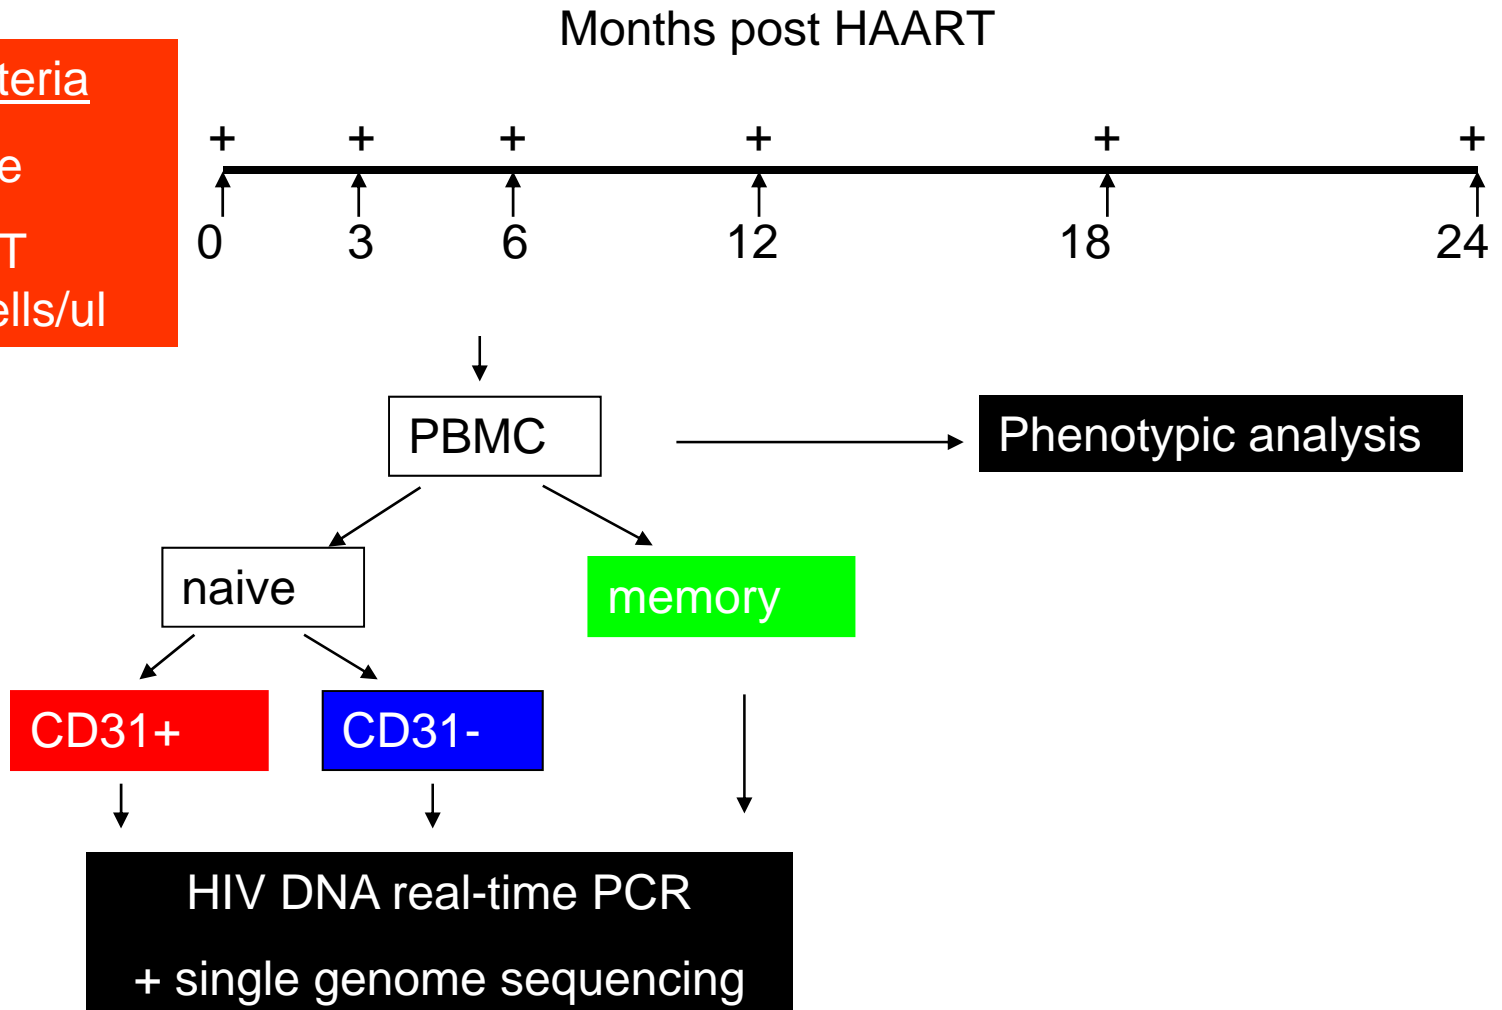 Months post HAART
teria
e
T
ells/ul
+ + + + + +
0 3 6 12 18 24
PBMC
Phenotypic analysis
naive
memory
CD31+
CD31-
HIV DNA real-time PCR
+ single genome sequencing